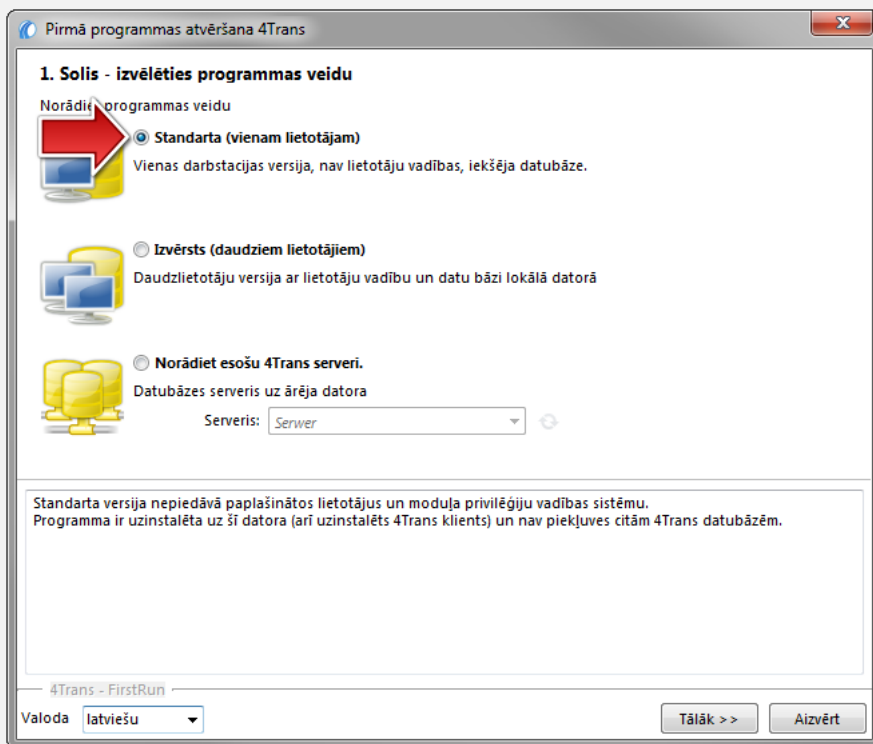 Pirmā programmas atvēršana 4Trans
1. Solis - izvēlēties programmas veidu
Norādiet programmas veidu
Standarta (vienam lietotājam)
Vienas darbstacijas versija, nav lietotāju vadības, iekšēja datubāze.
Izvērsts (daudziem lietotājiem)
Daudzlietotāju versija ar lietotāju vadību un datu bāzi lokālā datorā
Norādiet esošu 4Trans serveri.
Datubāzes serveris uz ārēja datora
Serveris: Serwer
Standarta versija nepiedāvā paplašinātos lietotājus un moduļa privilēģiju vadības sistēmu.
Programma ir uzinstalēta uz šī datora (arī uzinstalēts 4Trans klients) un nav piekļuves citām 4Trans datubāzēm.
4Trans - FirstRun
Valoda latviešu Tālāk >> Aizvērt